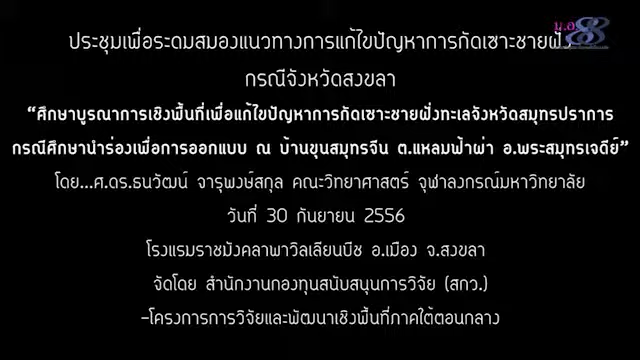 ม.อ
ประชุมเพื่อระดมสมองแนวทางการแก้ไขปัญหาการกัดเซาะชายฝั่ง
กรณีจังหวัดสงขลา
“ศึกษาบูรณาการเชิงพื้นที่เพื่อแก้ไขปัญหาการกัดเซาะชายฝั่งทะเลจังหวัดสมุทรปราการ
กรณีศึกษานำร่องเพื่อการออกแบบ ณ บ้านขุนสมุทรจีน ต.แหลมฟ้าผ่า อ.พระสมุทรเจดีย์”
โดย...ศ.ดร.ธนวัฒน์ จารุพงษ์สกุล คณะวิทยาศาสตร์ จุฬาลงกรณ์มหาวิทยาลัย
วันที่ 30 กันยายน 2556
โรงแรมราชมังคลาพาวิลเลียนบีช อ.เมือง จ.สงขลา
จัดโดย สำนักงานกองทุนสนับสนุนการวิจัย (สกว.)
-โครงการการวิจัยและพัฒนาเชิงพื้นที่ภาคใต้ตอนกลาง